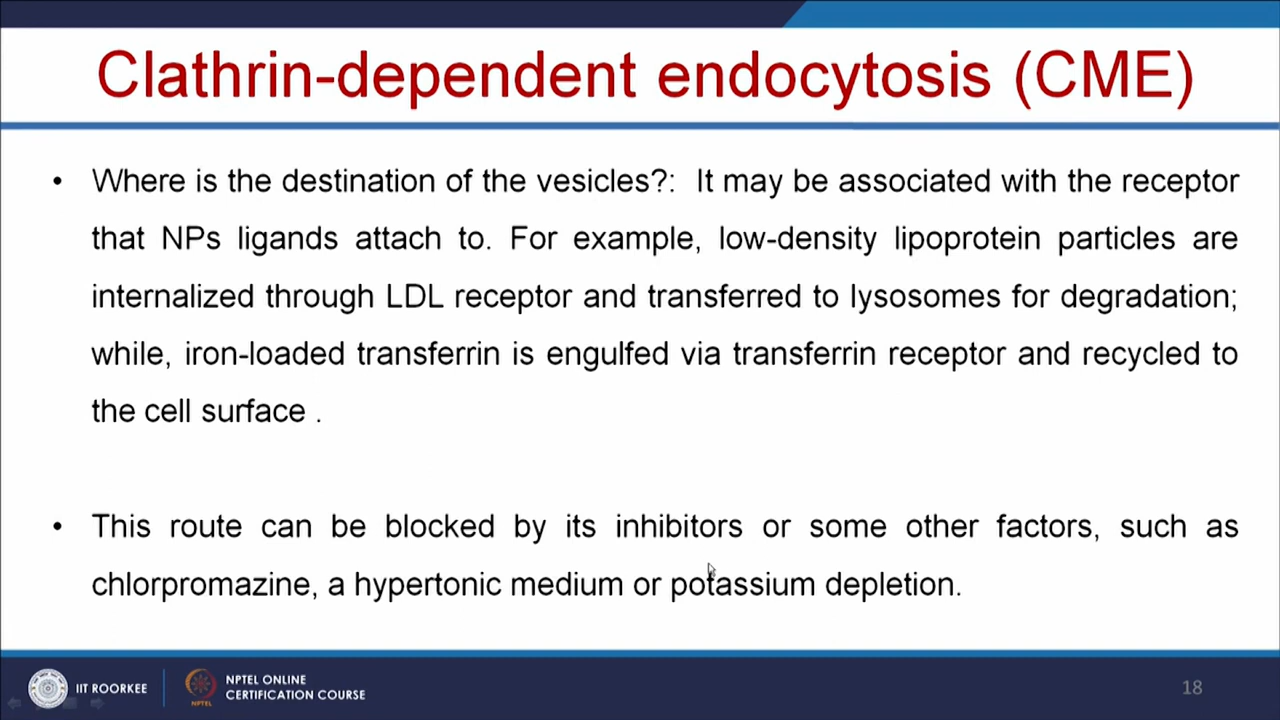 Clathrin-dependent endocytosis (CME)
• Where is the destination of the vesicles?: It may be associated with the receptor
that NPs ligands attach to. For example, low-density lipoprotein particles are
internalized through LDL receptor and transferred to lysosomes for degradation;
while, iron-loaded transferrin is engulfed via transferrin receptor and recycled to
the cell surface .
• This route can be blocked by its inhibitors or some other factors, such as
chlorpromazine, a hypertonic medium or potassium depletion.
IIT ROORKEE
NPTEL
NPTEL ONLINE
CERTIFICATION COURSE
18